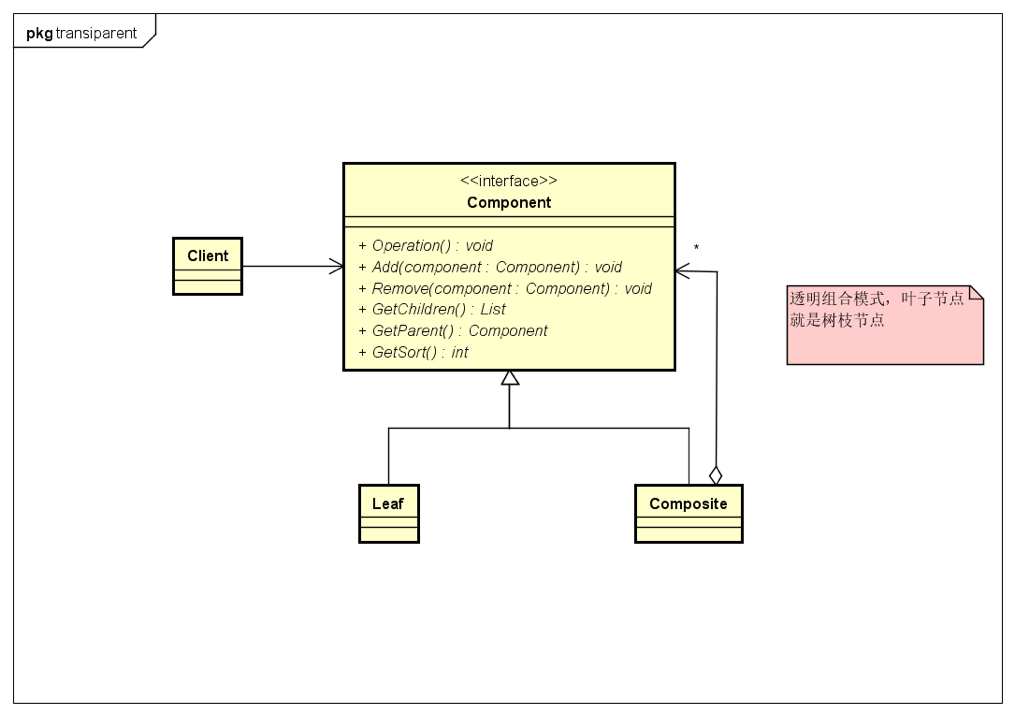 pkg transiparent
<<interface>>
Component
+ Operation() : void
+ Add(component : Component) : void
+ Remove(component : Component) : void
+ GetChildren() : List
+ GetParent() : Component
+ GetSort() : int
Client
*
透明组合模式，叶子节点
就是树枝节点
Leaf
Composite